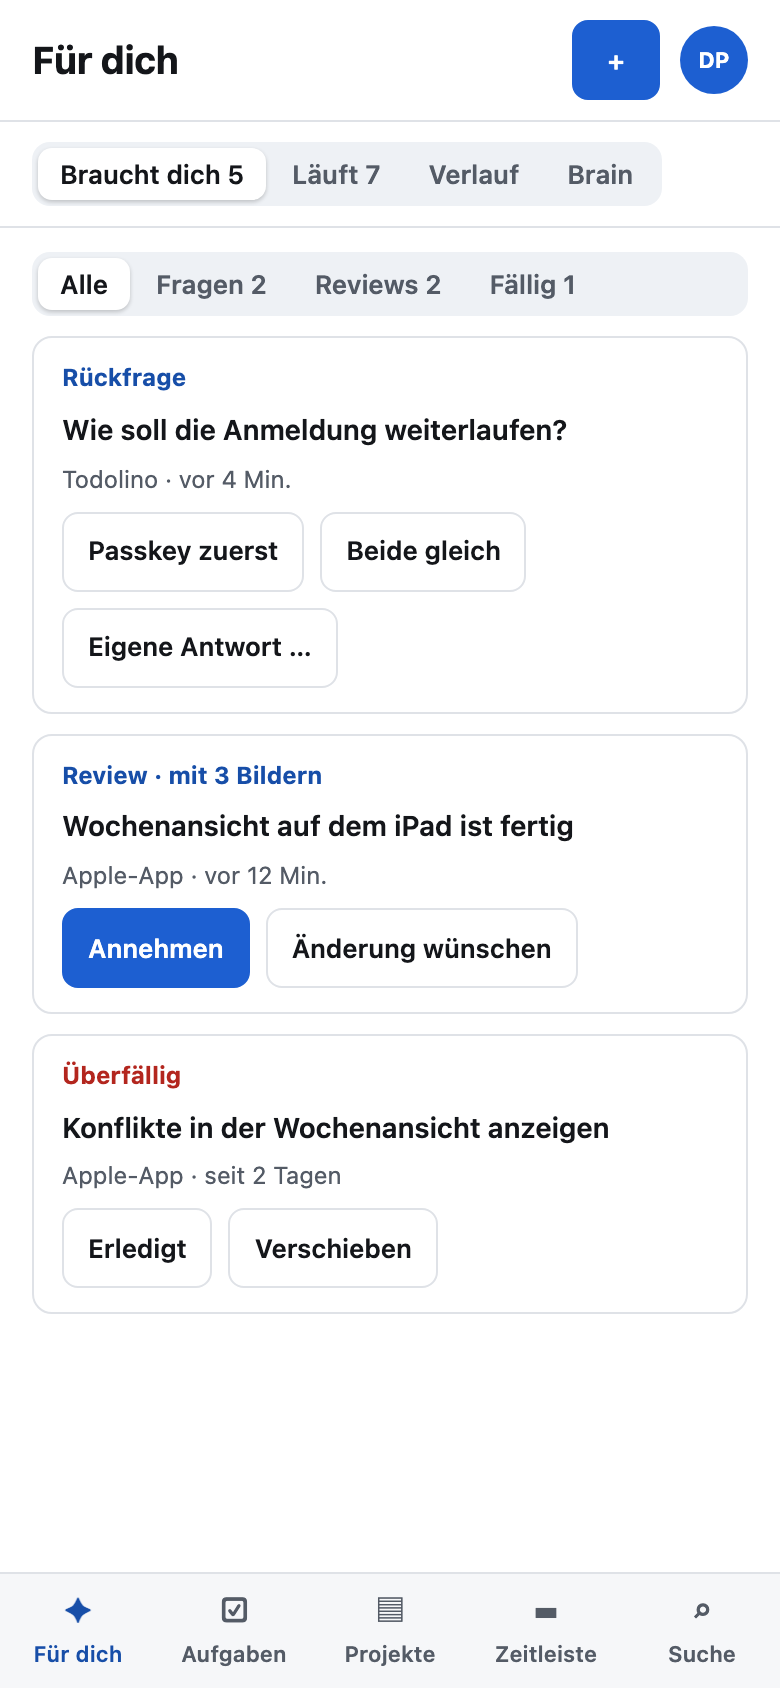 Für dich
+
DP
Braucht dich 5
Läuft 7
Verlauf
Brain
Alle
Fragen 2
Reviews 2
Fällig 1
Rückfrage
Wie soll die Anmeldung weiterlaufen?
Todolino · vor 4 Min.
Passkey zuerst
Beide gleich
Eigene Antwort ...
Review · mit 3 Bildern
Wochenansicht auf dem iPad ist fertig
Apple-App · vor 12 Min.
Annehmen
Änderung wünschen
Überfällig
Konflikte in der Wochenansicht anzeigen
Apple-App · seit 2 Tagen
Erledigt
Verschieben
Für dich
Aufgaben
Projekte
Zeitleiste
Suche